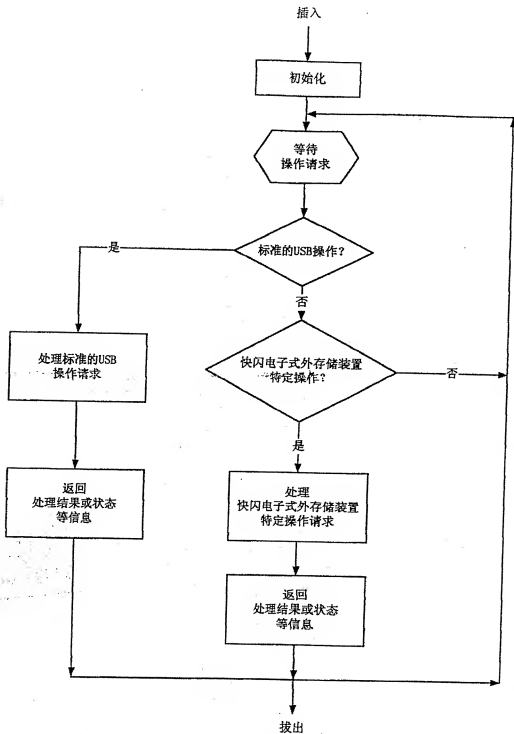 插入
初始化
等待
操作请求
标准的USB操作?
是
否
处理标准的USB
操作请求
快闪电子式外存储装置
特定操作?
否
是
返回
处理结果或状态
等信息
处理
快闪电子式外存储装置
特定操作请求
返回
处理结果或状态
等信息
拔出